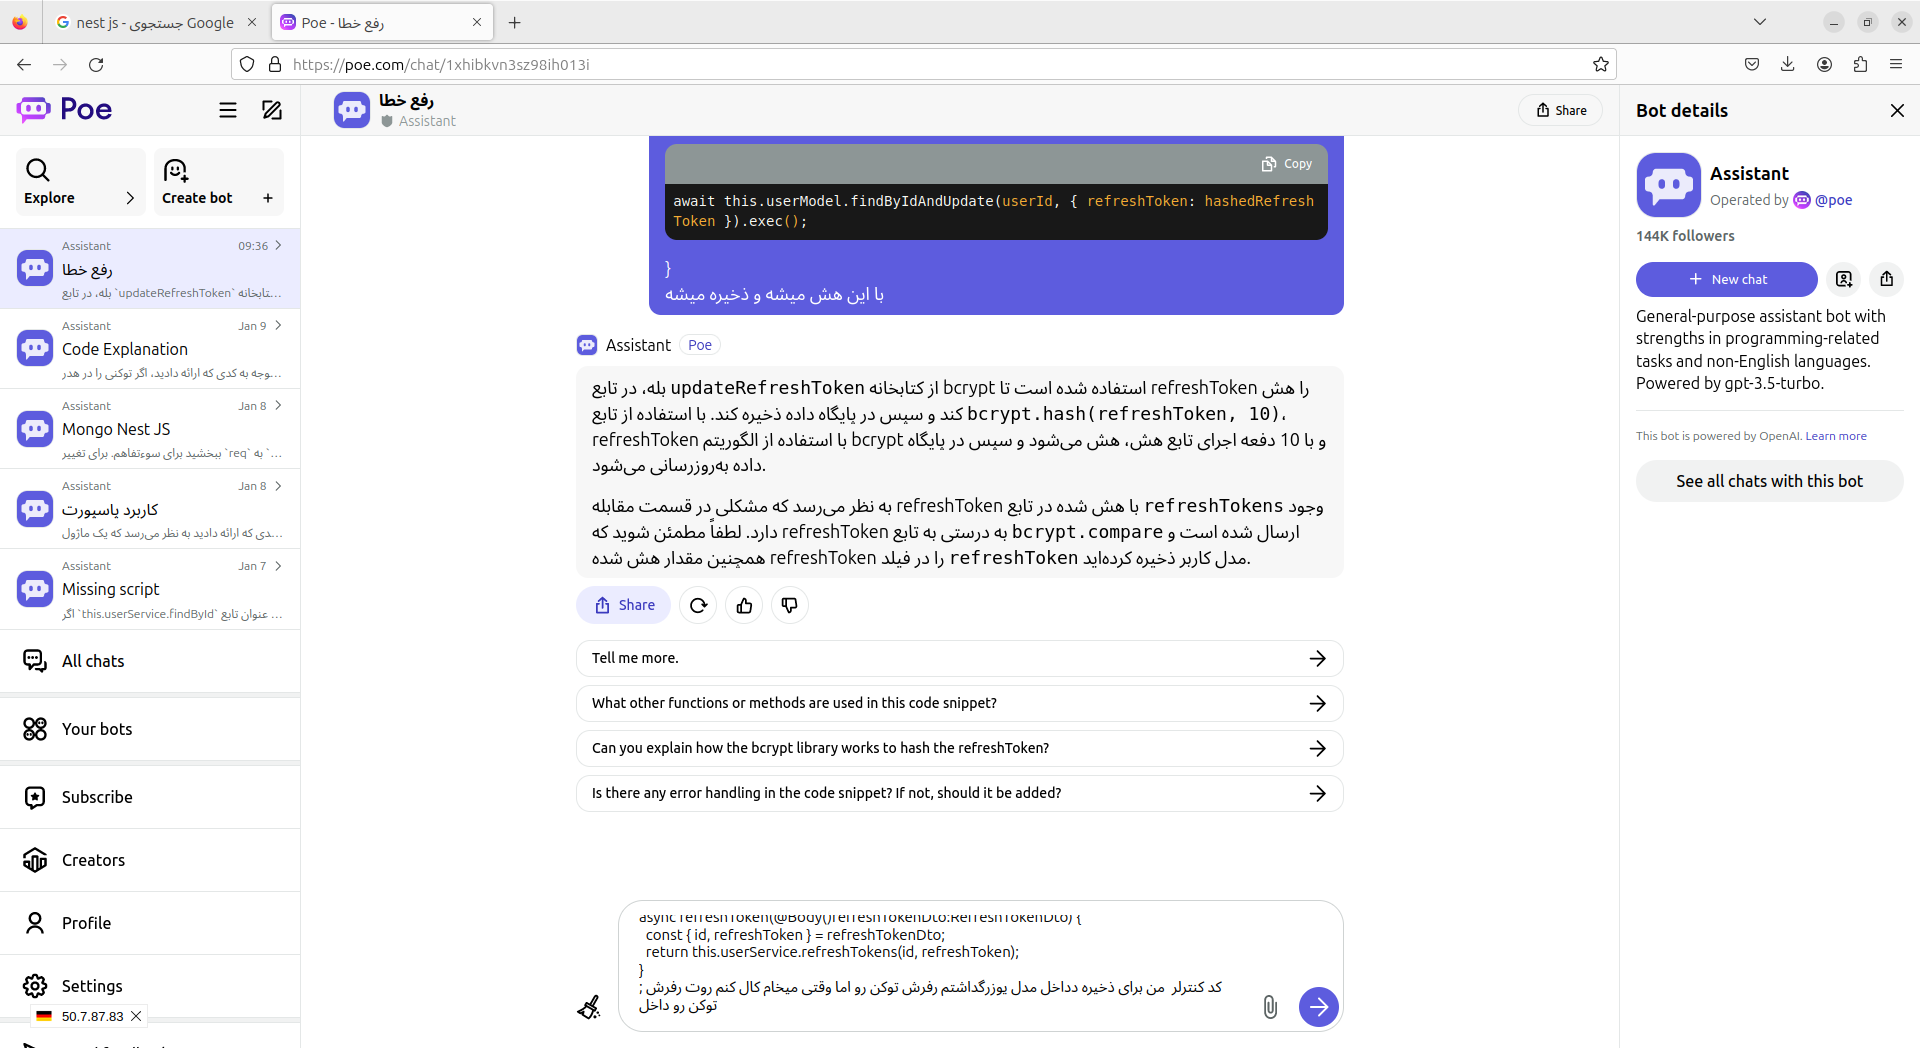 nest js - جستجوی Google
Poe - رفع خطا
https://poe.com/chat/1xhibkvn3sz98ih013i
Poe
Explore
Create bot
Assistant 09:36
رفع خطا
بله، در تابع `updateRefreshToken` تابخانه...
Assistant Jan 9
Code Explanation
وجه به کدی که ارائه دادید، اگر توکنی را در هدر
Assistant Jan 8
Mongo Nest JS
ببخشید برای سوءتفاهم. برای تغییر `req` به `...
Assistant Jan 8
کاربرد پاسپورت
...دی که ارائه دادید به نظر می‌رسد که یک ماژول
Assistant Jan 7
Missing script
اگر `this.userService.findById` عنوان تابع ...
All chats
Your bots
Subscribe
Creators
Profile
Settings
50.7.87.83
رفع خطا
Assistant
Share
Copy
await this.userModel.findByIdAndUpdate(userId, { refreshToken: hashedRefresh
Token }).exec();
}
با این هش میشه و ذخیره میشه
Assistant Poe
بله، در تابع updateRefreshToken از کتابخانه bcrypt استفاده شده است تا refreshToken را هش
کند و سپس در پایگاه داده ذخیره کند. با استفاده از تابع bcrypt.hash(refreshToken, 10)،
refreshToken با استفاده از الگوریتم bcrypt و با 10 دفعه اجرای تابع هش، هش می‌شود و سپس در پایگاه
داده به‌روزرسانی می‌شود.
به نظر می‌رسد که مشکلی در قسمت مقابله refreshToken با هش شده در تابع refreshTokens وجود
دارد. لطفاً مطمئن شوید که refreshToken به درستی به تابع bcrypt.compare ارسال شده است و
همچنین مقدار هش شده refreshToken را در فیلد refreshToken مدل کاربر ذخیره کرده‌اید.
Share
Tell me more.
What other functions or methods are used in this code snippet?
Can you explain how the bcrypt library works to hash the refreshToken?
Is there any error handling in the code snippet? If not, should it be added?
async refreshToken(@Body()refreshTokenDto:RefreshTokenDto) {
const { id, refreshToken } = refreshTokenDto;
return this.userService.refreshTokens(id, refreshToken);
}
; کد کنترلر من برای ذخیره دداخل مدل یوزرگداشتم رفرش توکن رو اما وقتی میخام کال کنم روت رفرش
توکن رو داخل
Bot details
Assistant
Operated by @poe
144K followers
New chat
General-purpose assistant bot with
strengths in programming-related
tasks and non-English languages.
Powered by gpt-3.5-turbo.
This bot is powered by OpenAI. Learn more
See all chats with this bot